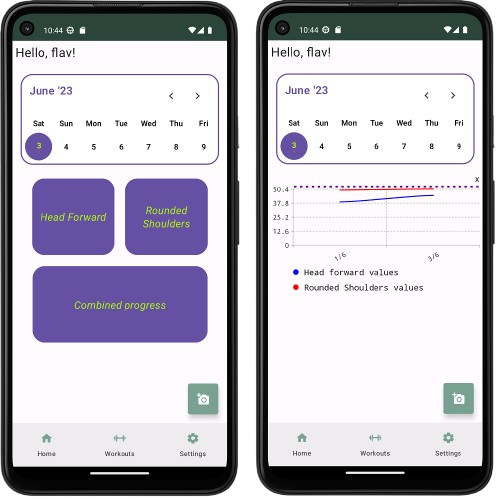 10:44
Hello, flav!
June '23
Sat Sun Mon Tue Wed Thu Fri
3 4 5 6 7 8 9
Head Forward
Rounded
Shoulders
Combined progress
Home Workouts Settings
10:44
Hello, flav!
June '23
Sat Sun Mon Tue Wed Thu Fri
3 4 5 6 7 8 9
x
50.4
37.8
25.2
12.6
0
1/6 3/6
Head forward values
Rounded Shoulders values
Home Workouts Settings